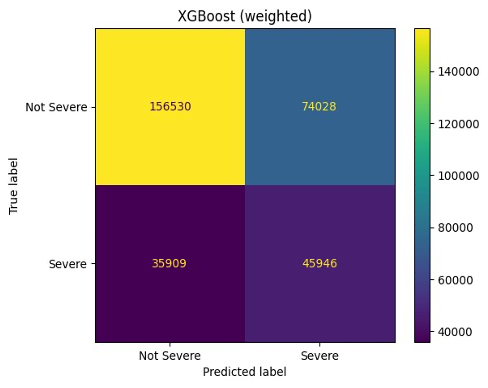 XGBoost (weighted)
Not Severe
Severe
True label
156530
74028
35909
45946
Not Severe
Severe
Predicted label
140000
120000
100000
80000
60000
40000